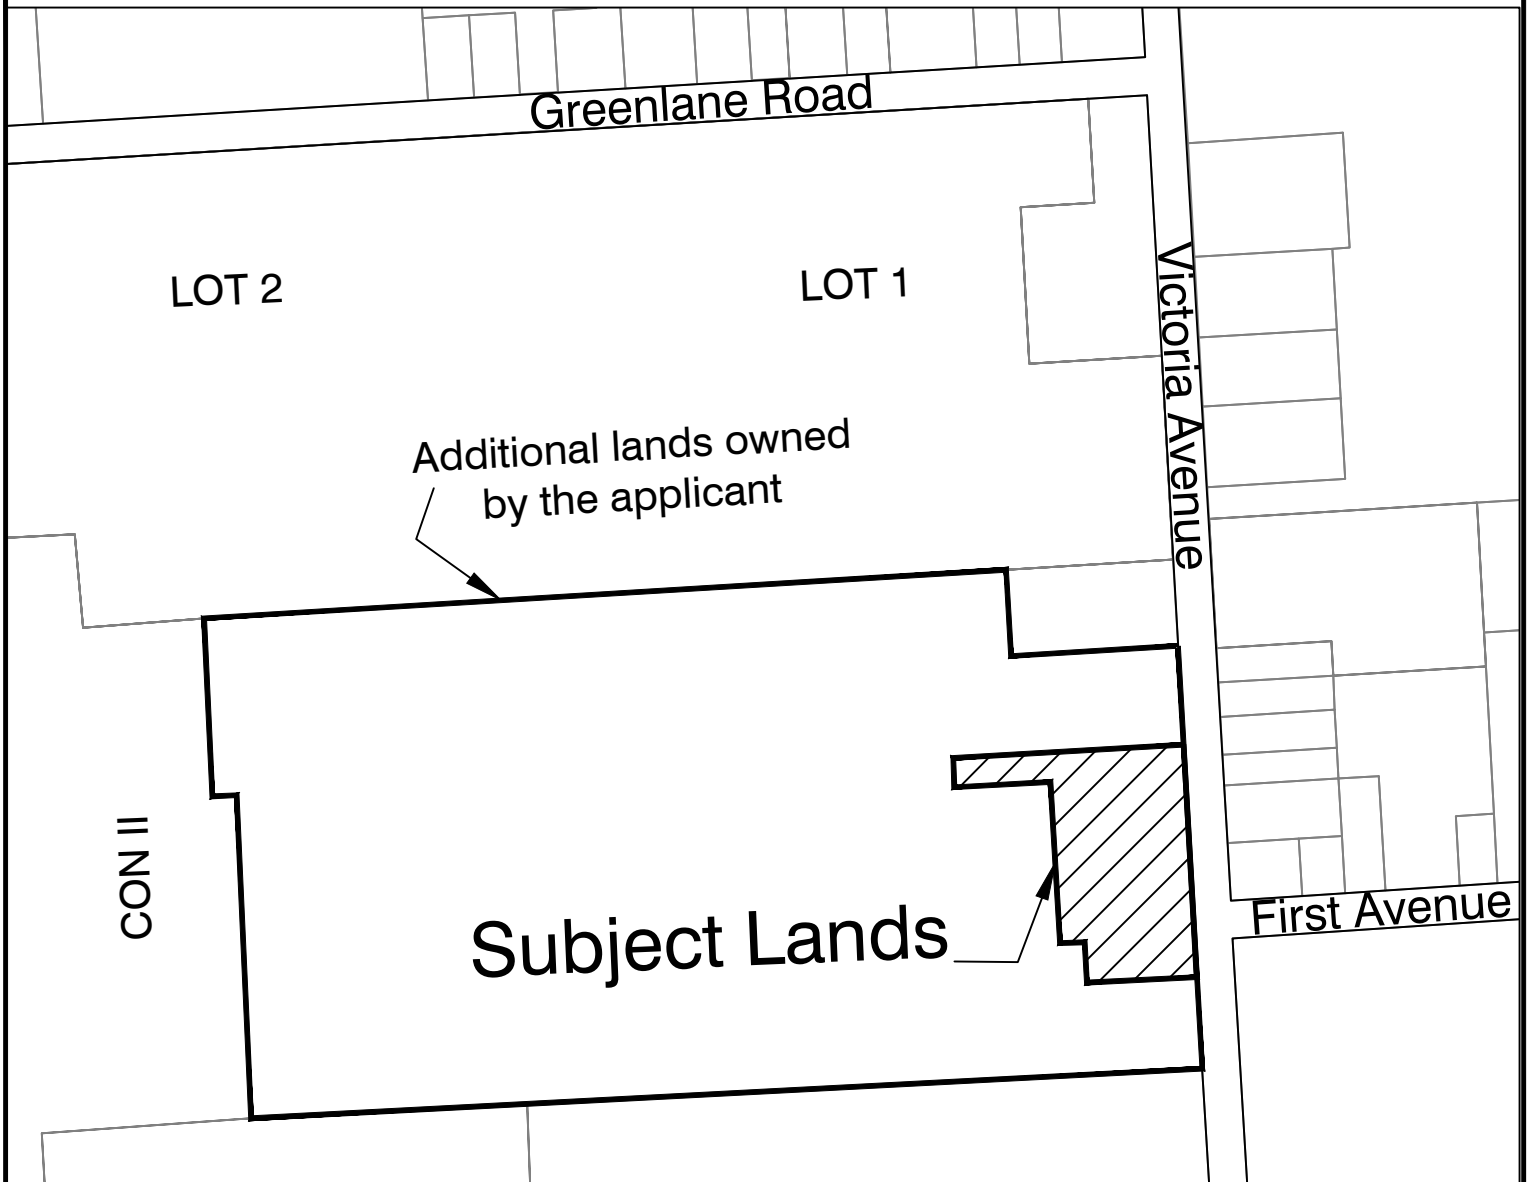 Greenlane Road
LOT 2
LOT 1
Victoria Avenue
Additional lands owned
by the applicant
CON II
Subject Lands
First Avenue